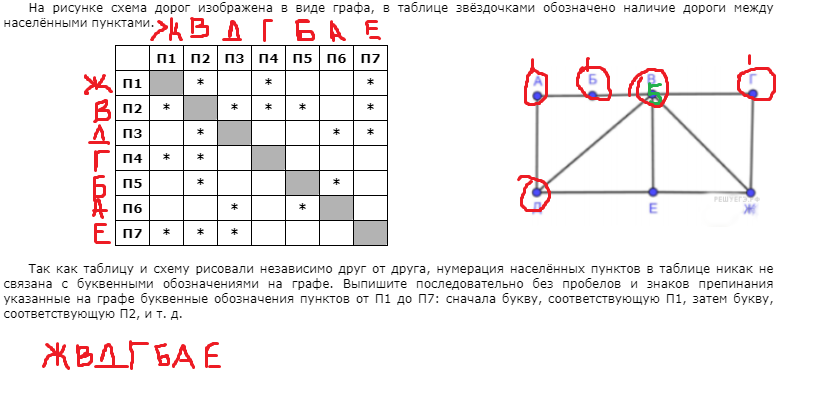 На рисунке схема дорог изображена в виде графа, в таблице звёздочками обозначено наличие дороги между
населёнными пунктами.
Ж В Д Г Б А Е
П1 П2 П3 П4 П5 П6 П7
Ж П1 * * *
В П2 * * * * *
Д П3 * * *
Г П4 * *
Б П5 * *
А П6 * *
Е П7 * * *
А Б В Г
5
Д Е Ж
РЕШУЕГЭ.РФ
Так как таблицу и схему рисовали независимо друг от друга, нумерация населённых пунктов в таблице никак не
связана с буквенными обозначениями на графе. Выпишите последовательно без пробелов и знаков препинания
указанные на графе буквенные обозначения пунктов от П1 до П7: сначала букву, соответствующую П1, затем букву,
соответствующую П2, и т. д.
ЖВДГБАЕ